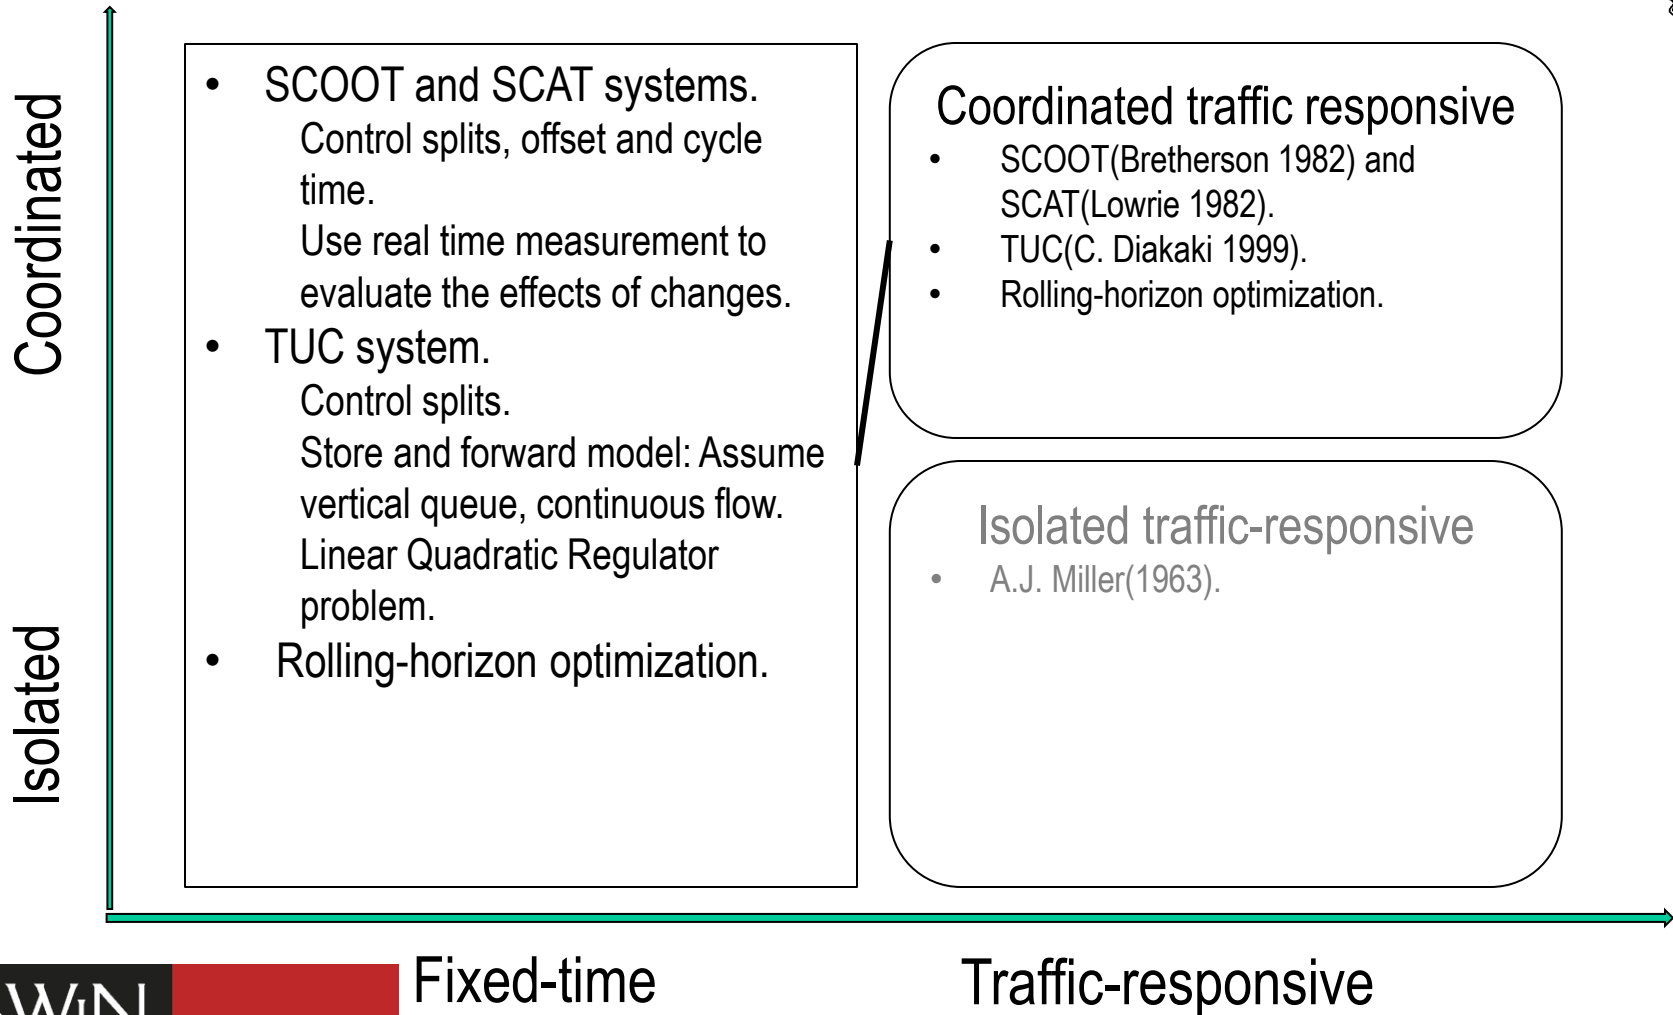 Coordinated
Isolated
• SCOOT and SCAT systems.
Control splits, offset and cycle
time.
Use real time measurement to
evaluate the effects of changes.
• TUC system.
Control splits.
Store and forward model: Assume
vertical queue, continuous flow.
Linear Quadratic Regulator
problem.
• Rolling-horizon optimization.
Coordinated traffic responsive
• SCOOT(Bretherson 1982) and
SCAT(Lowrie 1982).
• TUC(C. Diakaki 1999).
• Rolling-horizon optimization.
Isolated traffic-responsive
• A.J. Miller(1963).
Fixed-time
Traffic-responsive
WiN